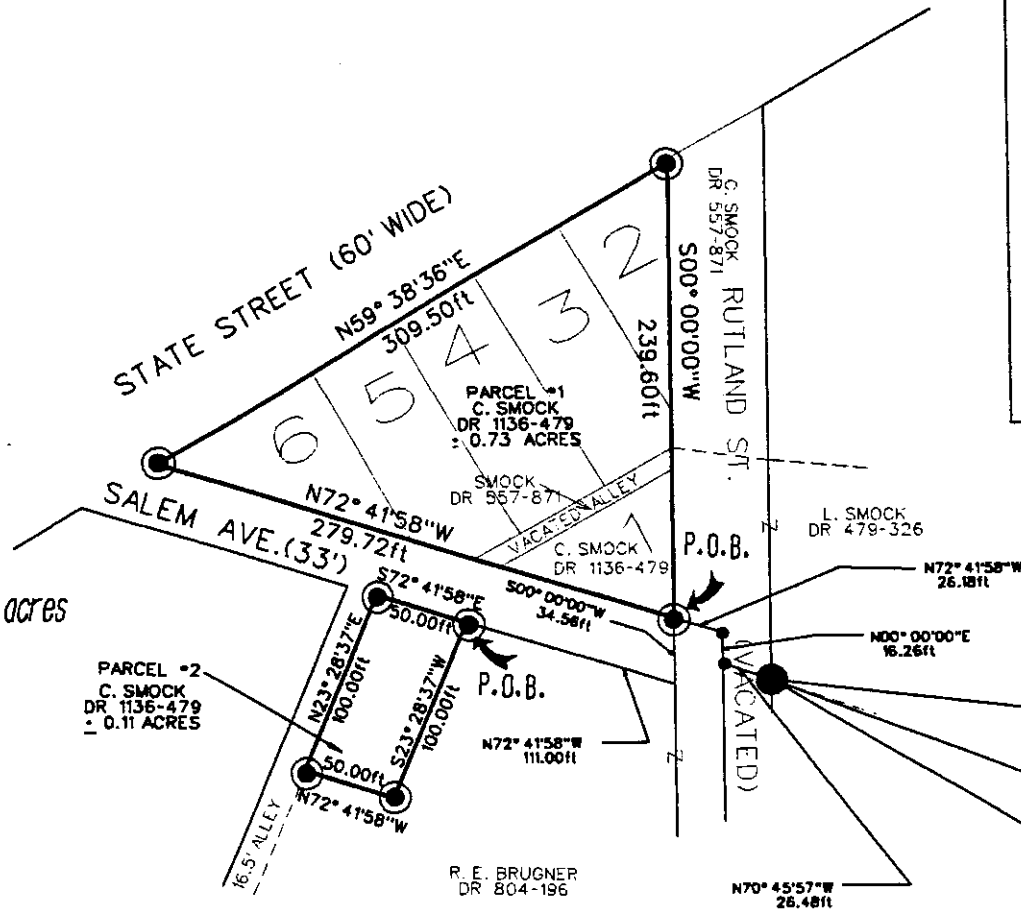 STATE STREET (60' WIDE)
N59° 38'36"E
309.50ft
C. SMOCK
DR 557-871
RUTLAND ST.
(VACATED)
S00° 00'00"W
239.60ft
2
3
4
5
6
PARCEL #1
C. SMOCK
DR 1136-479
± 0.73 ACRES
SMOCK
DR 557-871
VACATED ALLEY
1
C. SMOCK
DR 1136-479
L. SMOCK
DR 479-326
P.O.B.
N72° 41'58"W
26.18ft
N00° 00'00"E
16.26ft
N72° 41'58"W
279.72ft
SALEM AVE.(33')
S00° 00'00"W
34.56ft
S72° 41'58"E
50.00ft
acres
PARCEL #2
C. SMOCK
DR 1136-479
± 0.11 ACRES
N23° 28'37"E
100.00ft
S23° 28'37"W
100.00ft
P.O.B.
N72° 41'58"W
111.00ft
50.00ft
N72° 41'58"W
16.5' ALLEY
R. E. BRUGNER
DR 804-196
N70° 45'57"W
26.48ft
Z
Z